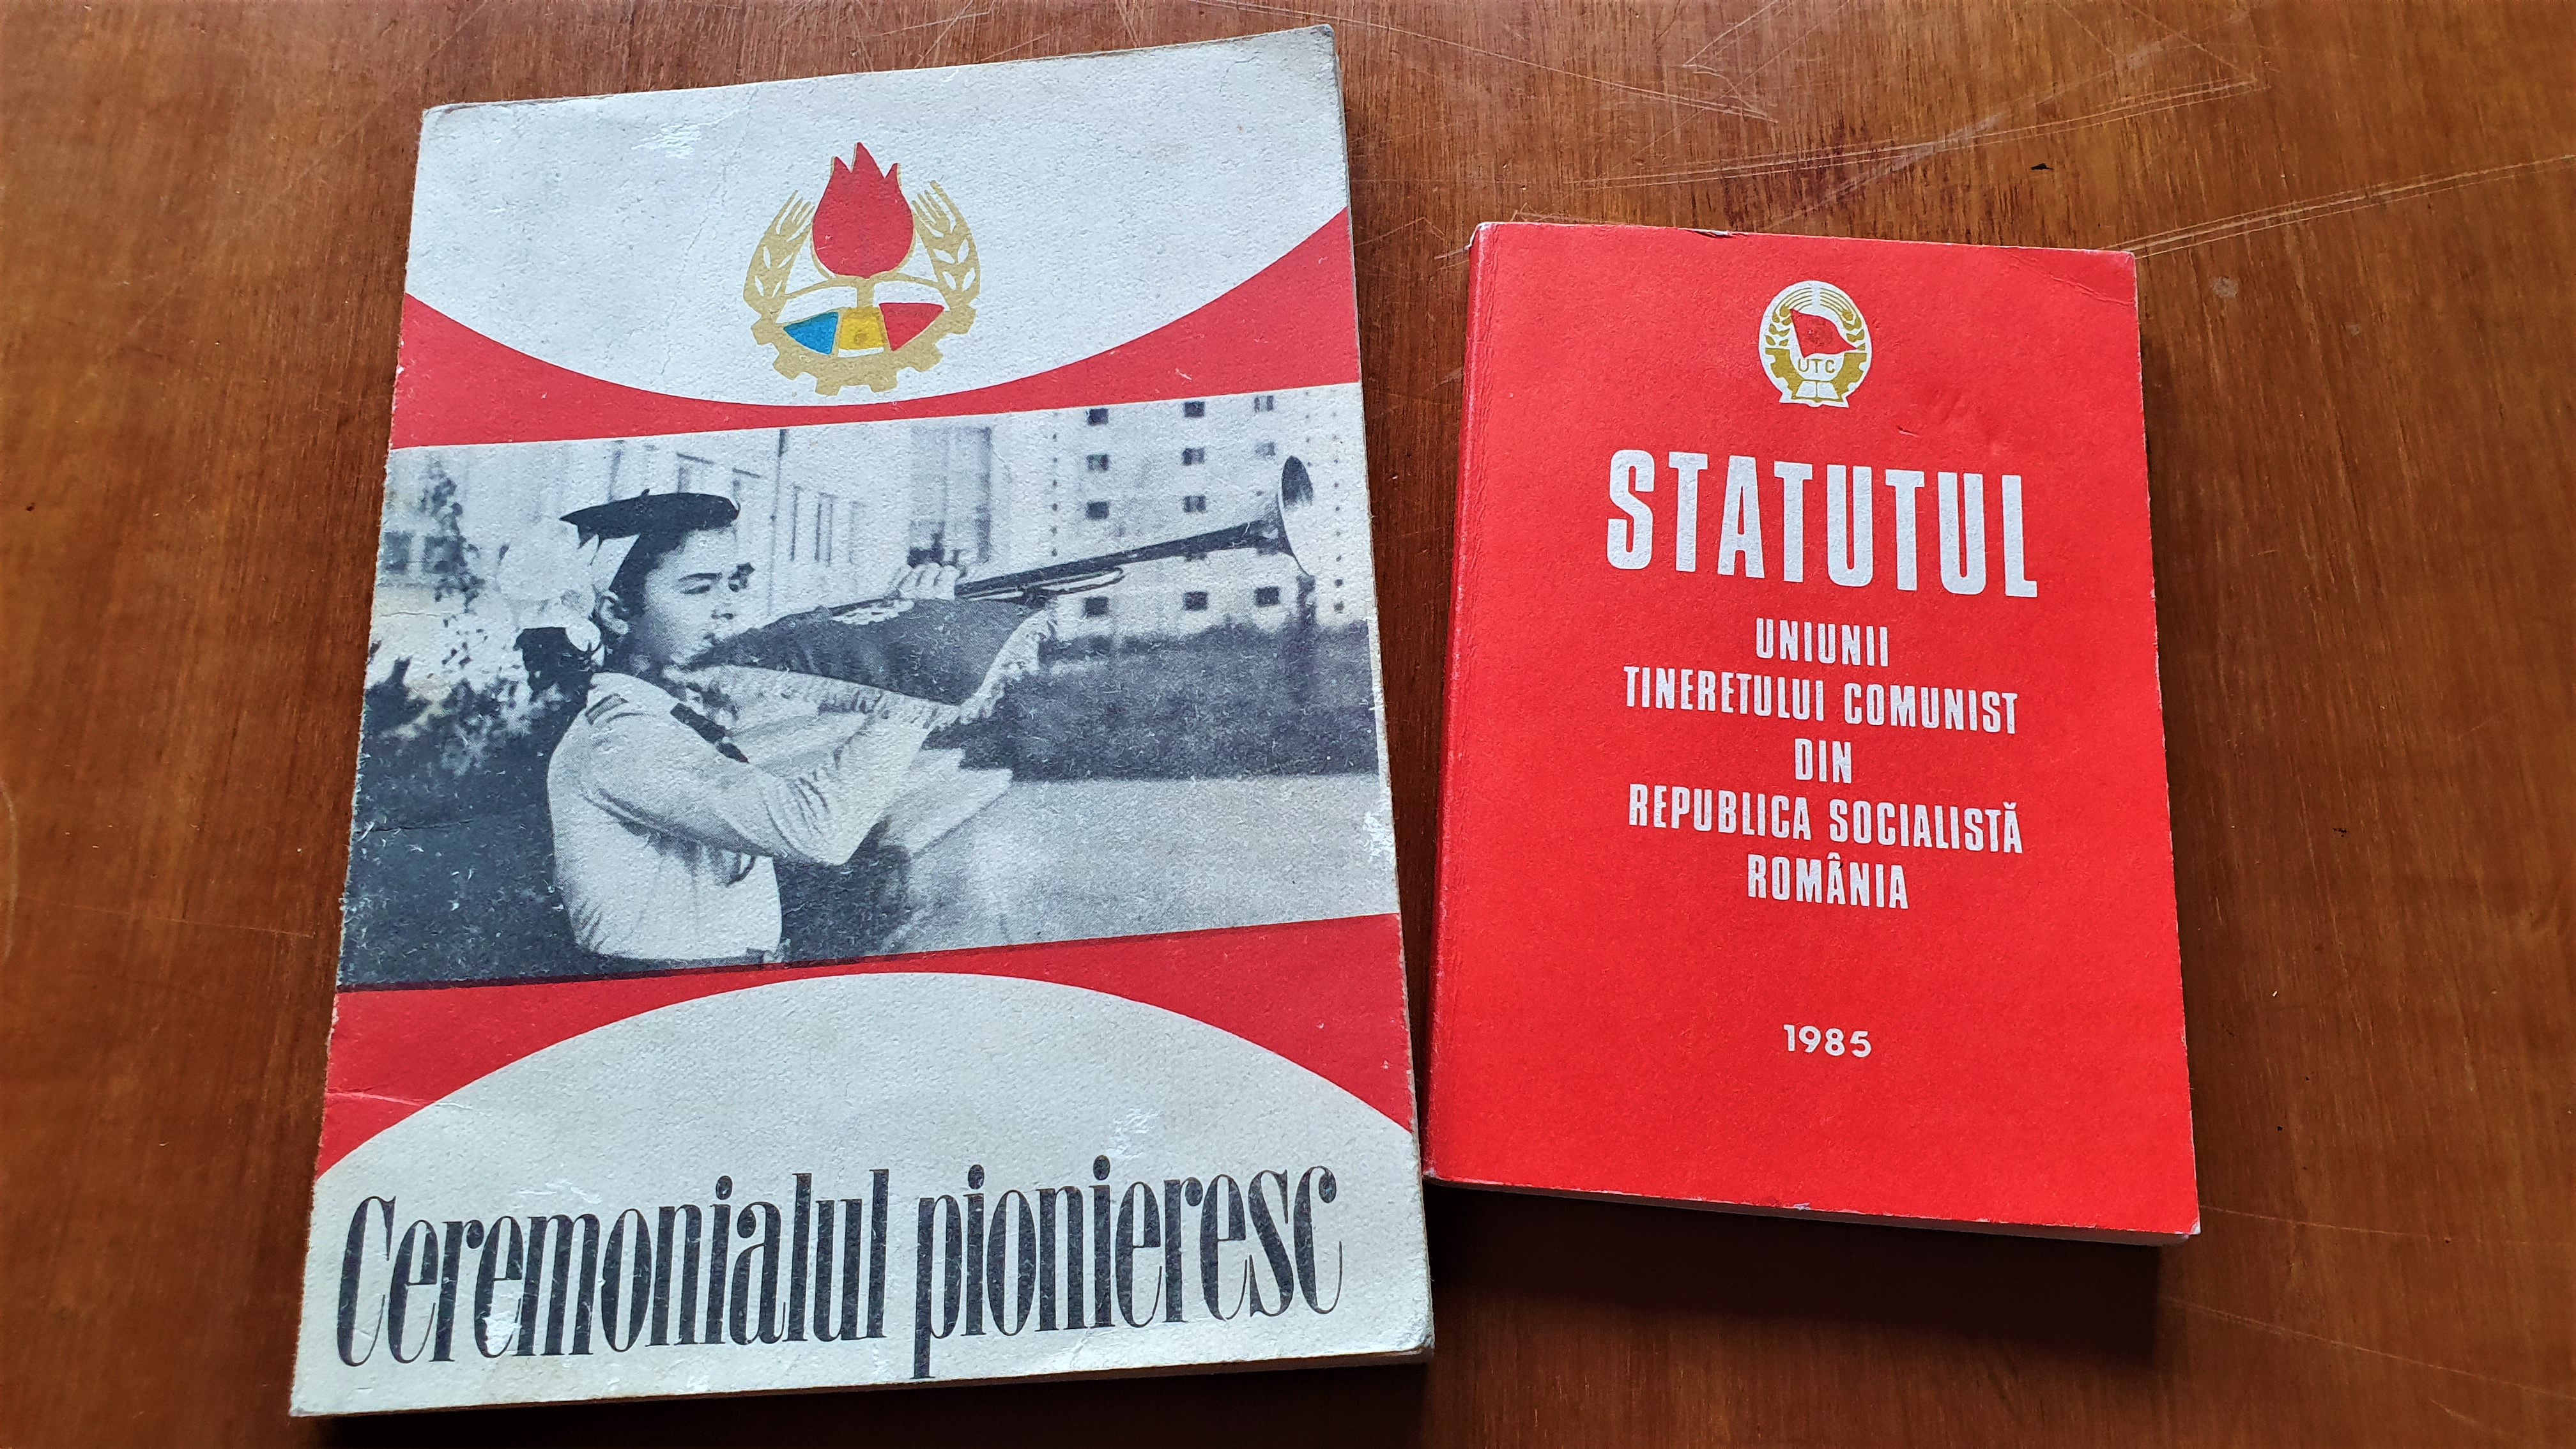 Ceremonialul pionieresc
UTC
STATUTUL
UNIUNII
TINERETULUI COMUNIST
DIN
REPUBLICA SOCIALISTĂ
ROMÂNIA
1985